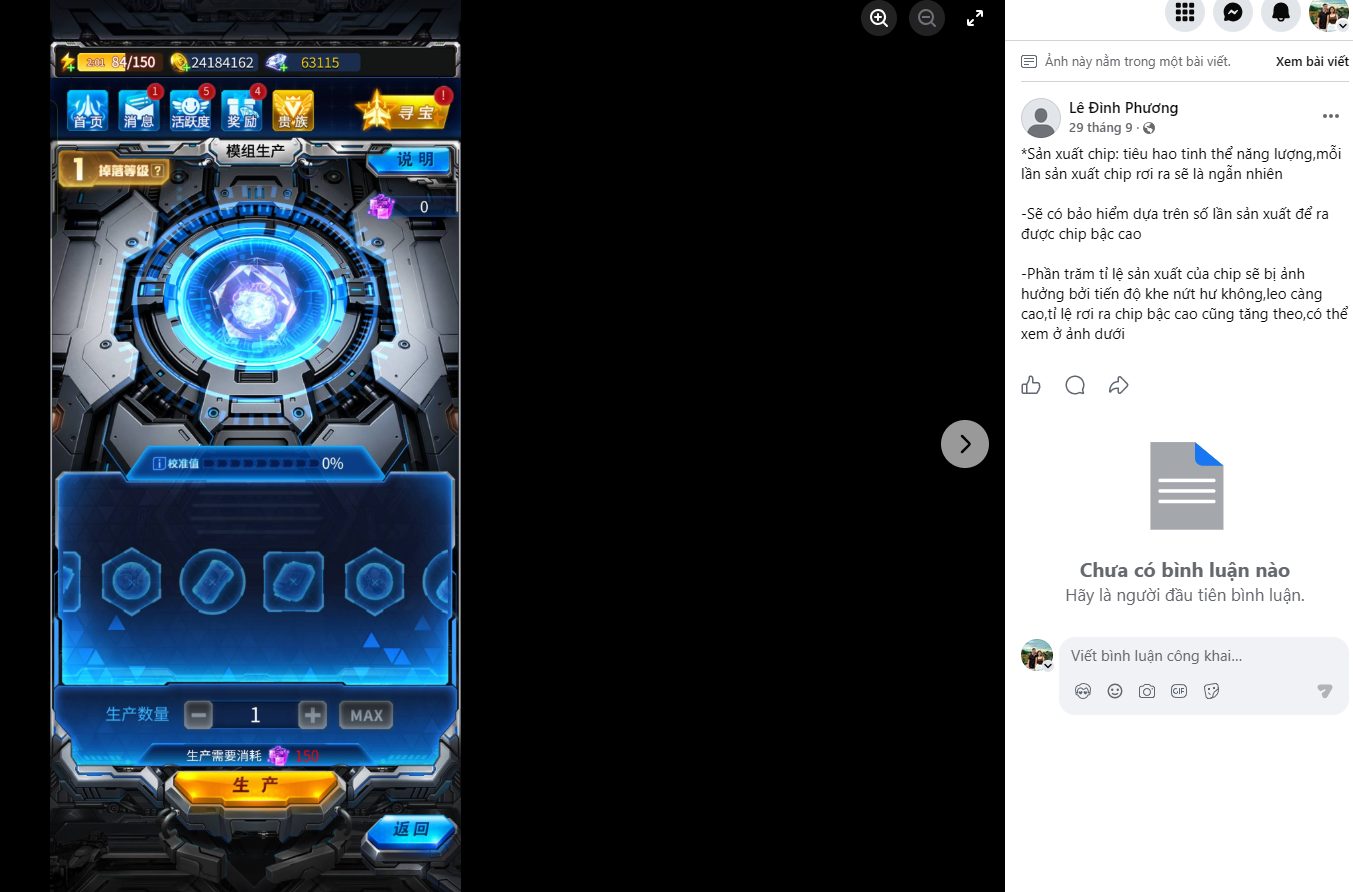 2:01 84/150
24184162
63115
首页
消息
1
活跃度
5
奖励
4
贵族
寻宝
!
模组生产
说明
1 掉落等级 ?
0
校准值
0%
生产数量
1
MAX
生产需要消耗 150
生产
返回
Ảnh này nằm trong một bài viết.
Xem bài viết
Lê Đình Phương
29 tháng 9 ·
*Sản xuất chip: tiêu hao tinh thể năng lượng,mỗi
lần sản xuất chip rơi ra sẽ là ngẫn nhiên
-Sẽ có bảo hiểm dựa trên số lần sản xuất để ra
được chip bậc cao
-Phần trăm tỉ lệ sản xuất của chip sẽ bị ảnh
hưởng bởi tiến độ khe nứt hư không,leo càng
cao,tỉ lệ rơi ra chip bậc cao cũng tăng theo,có thể
xem ở ảnh dưới
Chưa có bình luận nào
Hãy là người đầu tiên bình luận.
Viết bình luận công khai...
GIF